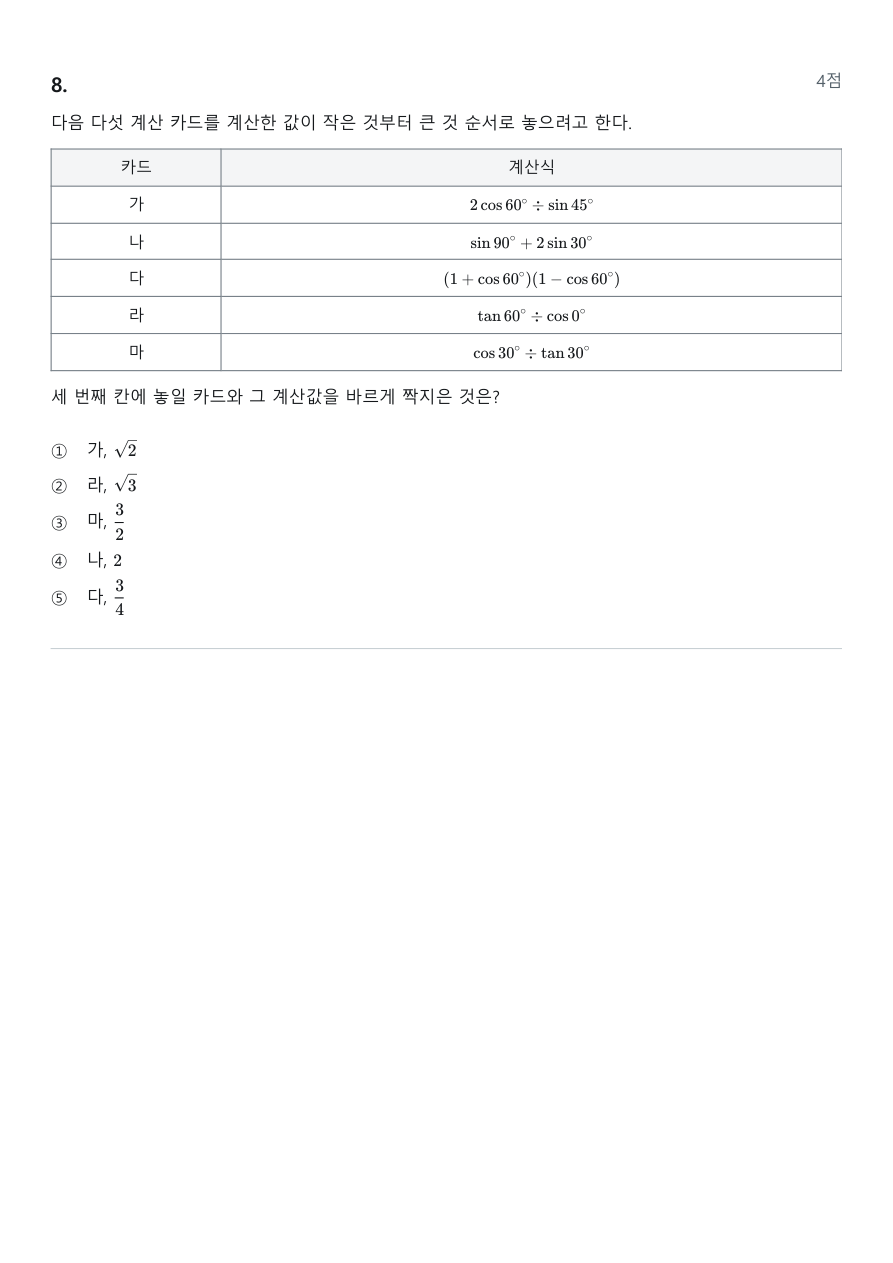 8.
4점
다음 다섯 계산 카드를 계산한 값이 작은 것부터 큰 것 순서로 놓으려고 한다.
카드 계산식
가 2 cos 60° ÷ sin 45°
나 sin 90° + 2 sin 30°
다 (1 + cos 60°)(1 − cos 60°)
라 tan 60° ÷ cos 0°
마 cos 30° ÷ tan 30°
세 번째 칸에 놓일 카드와 그 계산값을 바르게 짝지은 것은?
① 가, √2
② 라, √3
③ 마, 3/2
④ 나, 2
⑤ 다, 3/4